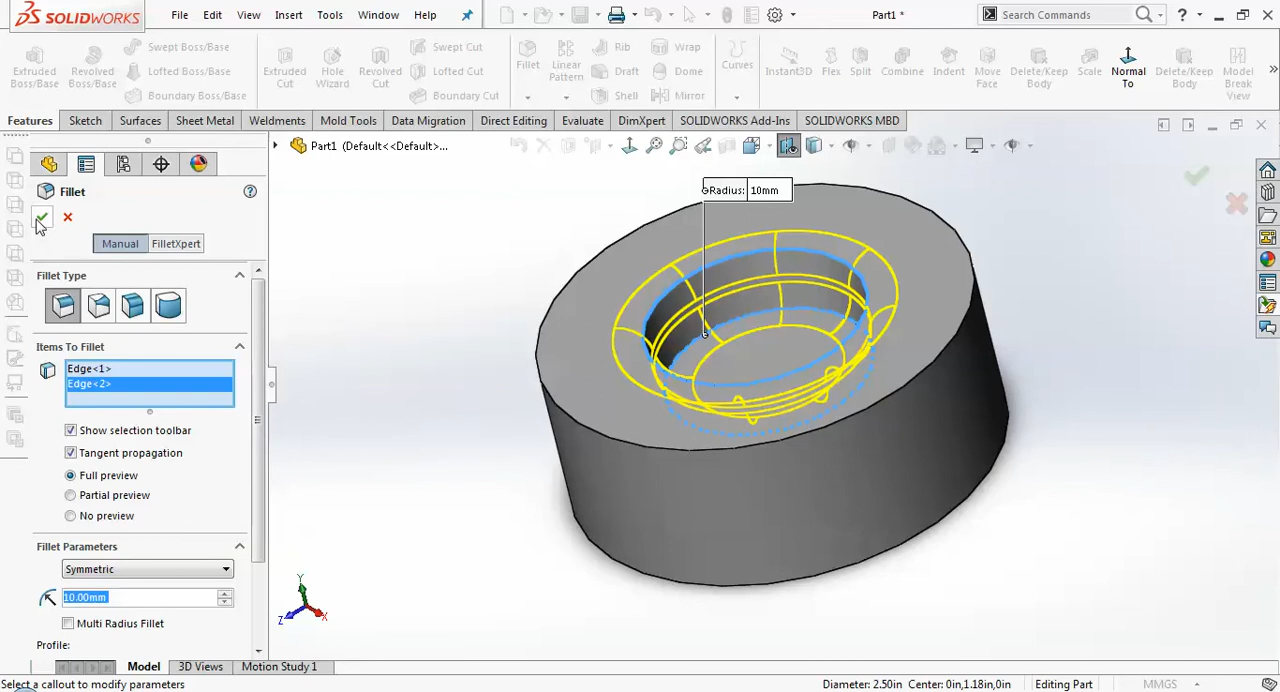 SOLIDWORKS
File Edit View Insert Tools Window Help
Part1 *
Search Commands
?
Extruded Boss/Base
Revolved Boss/Base
Swept Boss/Base
Lofted Boss/Base
Boundary Boss/Base
Extruded Cut
Hole Wizard
Revolved Cut
Swept Cut
Lofted Cut
Boundary Cut
Fillet
Linear Pattern
Rib
Draft
Shell
Wrap
Dome
Mirror
Curves
Instant3D
Flex
Split
Combine
Indent
Move Face
Delete/Keep Body
Scale
Normal To
Delete/Keep Body
Model Break View
Features Sketch Surfaces Sheet Metal Weldments Mold Tools Data Migration Direct Editing Evaluate DimXpert SOLIDWORKS Add-Ins SOLIDWORKS MBD
Part1 (Default<<Default>...
Fillet
Manual FilletXpert
Fillet Type
Items To Fillet
Edge<1>
Edge<2>
Show selection toolbar
Tangent propagation
Full preview
Partial preview
No preview
Fillet Parameters
Symmetric
10.00mm
Multi Radius Fillet
Profile:
Radius: 10mm
Y
Z
X
Model 3D Views Motion Study 1
Select a callout to modify parameters
Diameter: 2.50in Center: 0in,1.18in,0in Editing Part MMGS